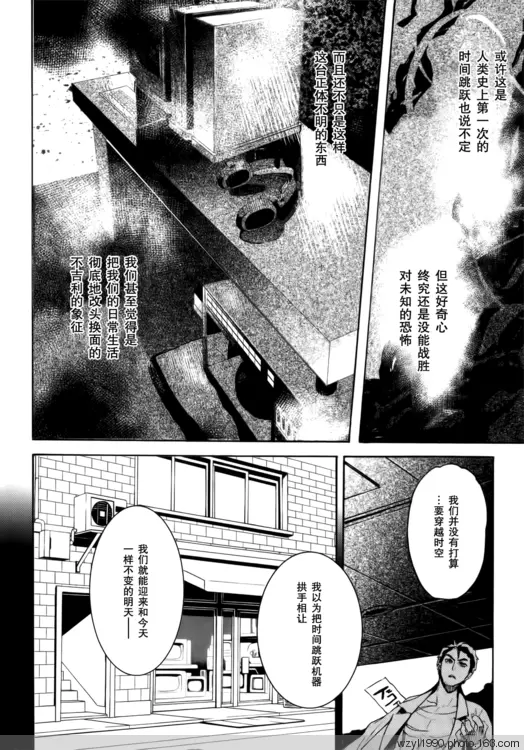 或许这是
人类史上第一次的
时间跳跃也说不定
但这好奇心
终究还是没能战胜
对未知的恐怖
而且还不只是这样
这台正体不明的东西
我们甚至觉得是
把我们的日常生活
彻底地改头换面的
不吉利的象征
我们并没有打算
…要穿越时空
我以为把时间跳跃机器
拱手相让
我们就能迎来和今天
一样不变的明天——
wzyl1990.photo.163.com